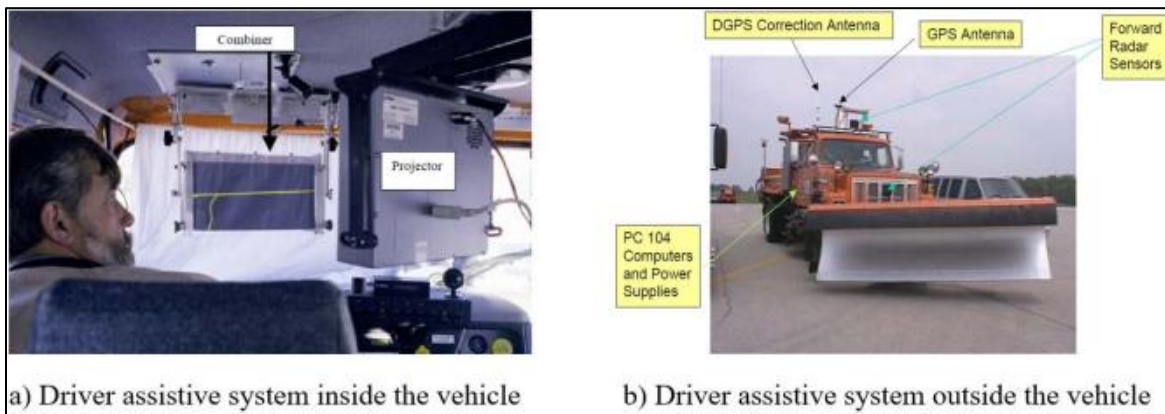 Combiner
Projector
DGPS Correction Antenna
GPS Antenna
Forward
Radar
Sensors
PC 104
Computers
and Power
Supplies
a) Driver assistive system inside the vehicle
b) Driver assistive system outside the vehicle